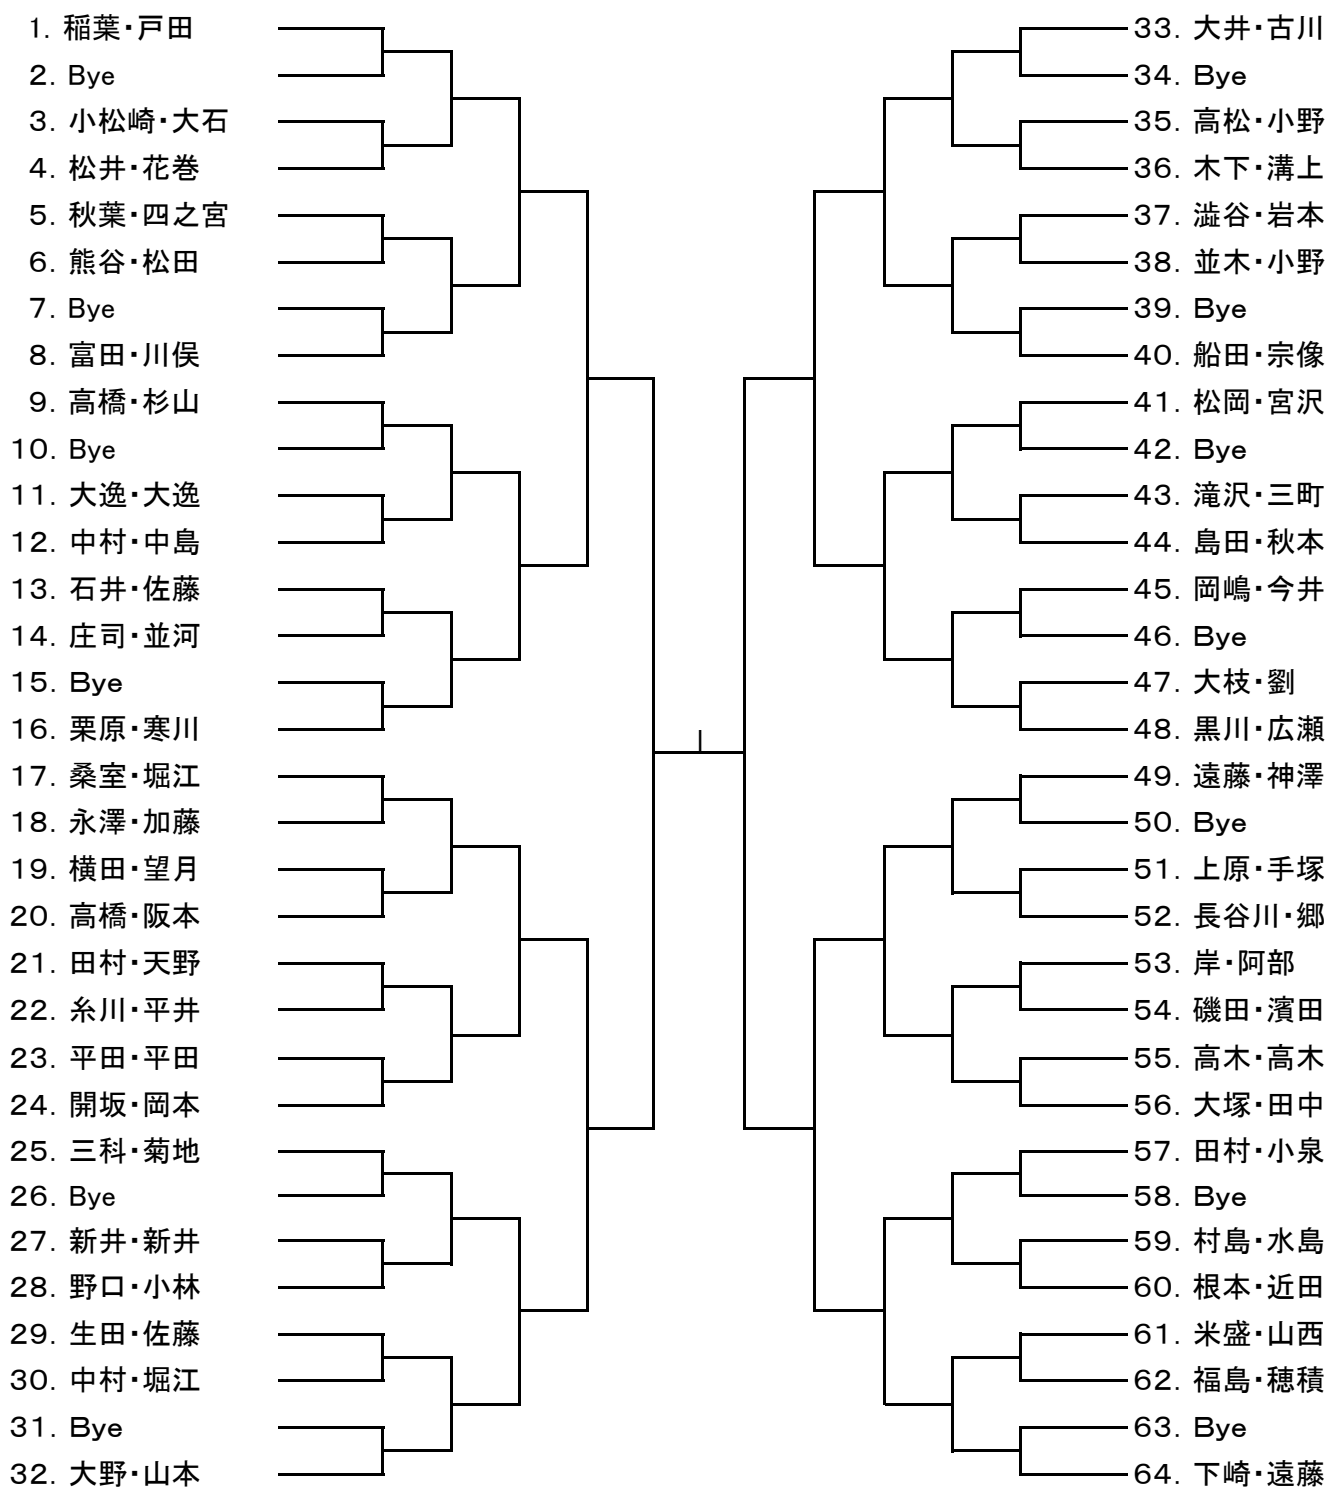 1. 稲葉・戸田
2. Bye
3. 小松崎・大石
4. 松井・花巻
5. 秋葉・四之宮
6. 熊谷・松田
7. Bye
8. 富田・川俣
9. 高橋・杉山
10. Bye
11. 大逸・大逸
12. 中村・中島
13. 石井・佐藤
14. 庄司・並河
15. Bye
16. 栗原・寒川
17. 桑室・堀江
18. 永澤・加藤
19. 横田・望月
20. 高橋・阪本
21. 田村・天野
22. 糸川・平井
23. 平田・平田
24. 開坂・岡本
25. 三科・菊地
26. Bye
27. 新井・新井
28. 野口・小林
29. 生田・佐藤
30. 中村・堀江
31. Bye
32. 大野・山本
33. 大井・古川
34. Bye
35. 高松・小野
36. 木下・溝上
37. 澁谷・岩本
38. 並木・小野
39. Bye
40. 船田・宗像
41. 松岡・宮沢
42. Bye
43. 滝沢・三町
44. 島田・秋本
45. 岡嶋・今井
46. Bye
47. 大枝・劉
48. 黒川・広瀬
49. 遠藤・神澤
50. Bye
51. 上原・手塚
52. 長谷川・郷
53. 岸・阿部
54. 磯田・濱田
55. 高木・高木
56. 大塚・田中
57. 田村・小泉
58. Bye
59. 村島・水島
60. 根本・近田
61. 米盛・山西
62. 福島・穂積
63. Bye
64. 下崎・遠藤